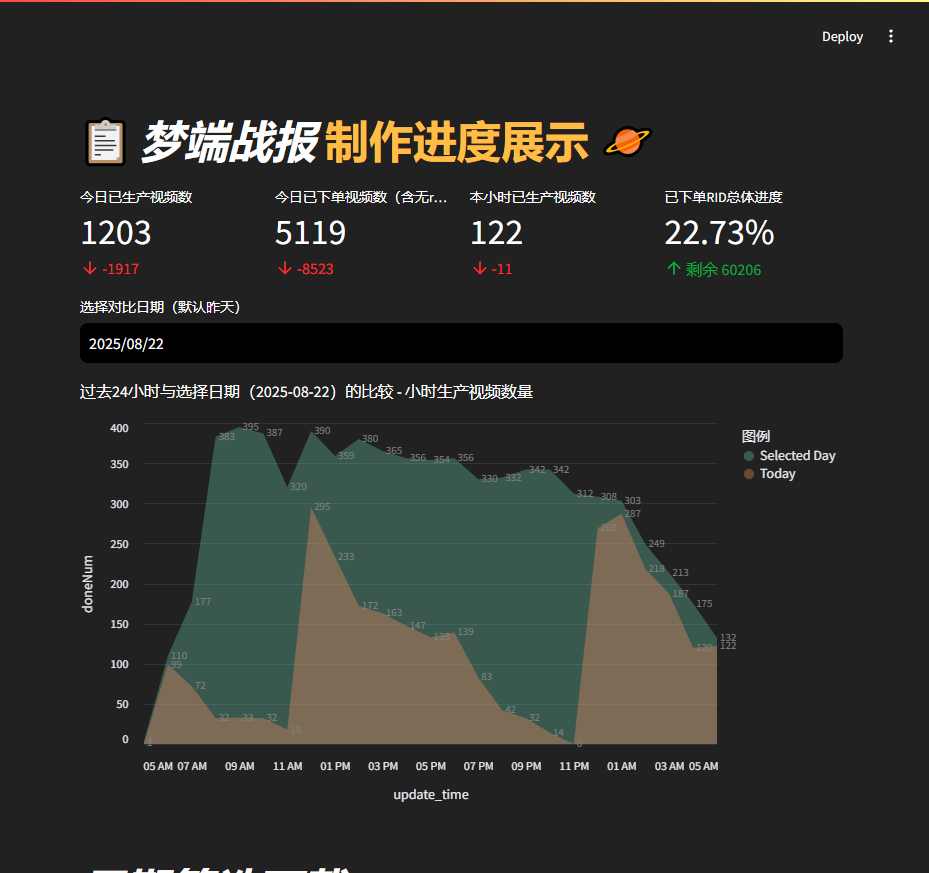 Deploy
梦端战报 制作进度展示
今日已生产视频数
1203
-1917
今日已下单视频数（含无r...
5119
-8523
本小时已生产视频数
122
-11
已下单RID总体进度
22.73%
剩余 60206
选择对比日期（默认昨天）
2025/08/22
过去24小时与选择日期（2025-08-22）的比较 - 小时生产视频数量
图例
Selected Day
Today
doneNum
400
350
300
250
200
150
100
50
0
110 177 383 395 387 320 390 359 380 365 356 354 356 330 332 342 342 312 308 303 249 213 175 132
99 72 32 33 32 18 295 233 172 163 147 133 139 83 42 32 14 0 269 287 218 187 120 122
05 AM 07 AM 09 AM 11 AM 01 PM 03 PM 05 PM 07 PM 09 PM 11 PM 01 AM 03 AM 05 AM
update_time